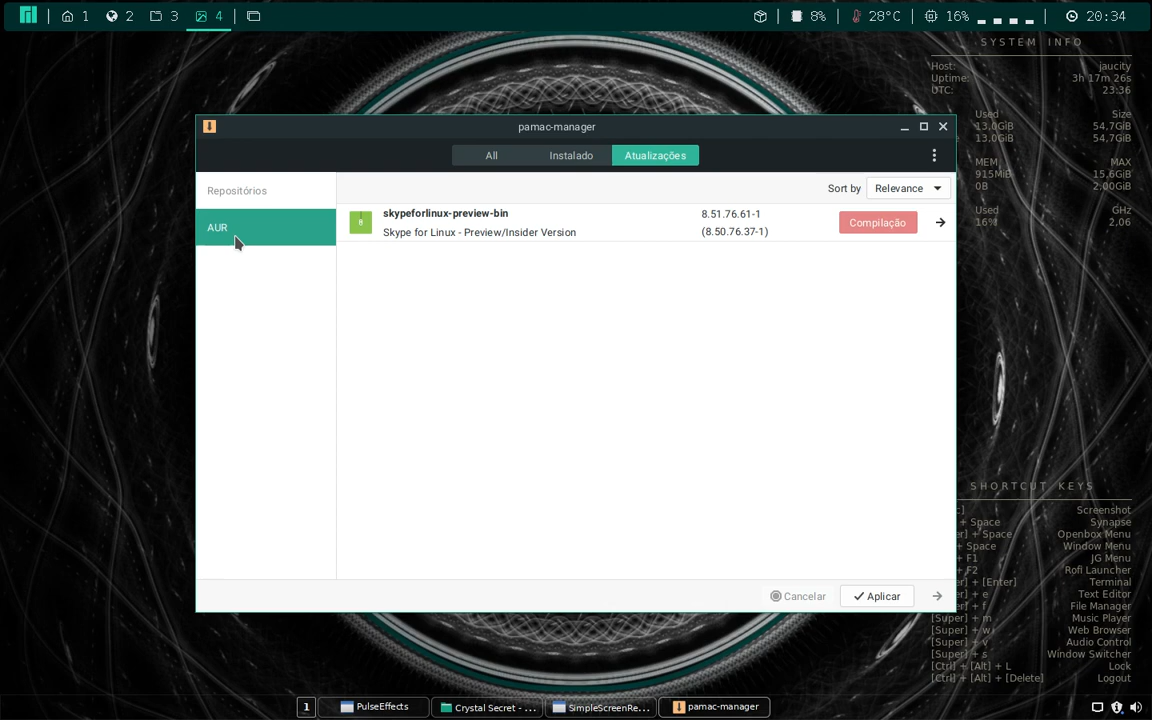 1
2
3
4
8%
28°C
16%
20:34
SYSTEM INFO
Host: jaucity
Uptime: 3h 17m 26s
UTC: 23:36
Used Size
13,0GiB 54,7GiB
13,0GiB 54,7GiB
MEM MAX
915MiB 15,6GiB
0B 2,00GiB
Used GHz
16% 2,06
pamac-manager
All
Instalado
Atualizações
Repositórios
AUR
Sort by
Relevance
skypeforlinux-preview-bin
8.51.76.61-1
Skype for Linux - Preview/Insider Version
(8.50.76.37-1)
Compilação
Cancelar
Aplicar
SHORTCUT KEYS
c] Screenshot
+ Space Synapse
er] + Space Openbox Menu
+ Space Window Menu
+ F1 JG Menu
+ F2 Rofi Launcher
er] + [Enter] Terminal
er] + e Text Editor
er] + f File Manager
[Super] + m Music Player
[Super] + w Web Browser
[Super] + v Audio Control
[Super] + s Window Switcher
[Ctrl] + [Alt] + L Lock
[Ctrl] + [Alt] + [Delete] Logout
1
PulseEffects
Crystal Secret - ...
SimpleScreenRe...
pamac-manager